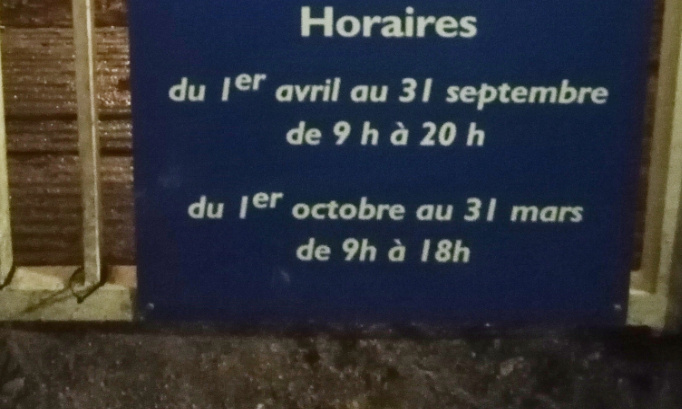 Horaires
du 1er avril au 31 septembre
de 9 h à 20 h
du 1er octobre au 31 mars
de 9h à 18h